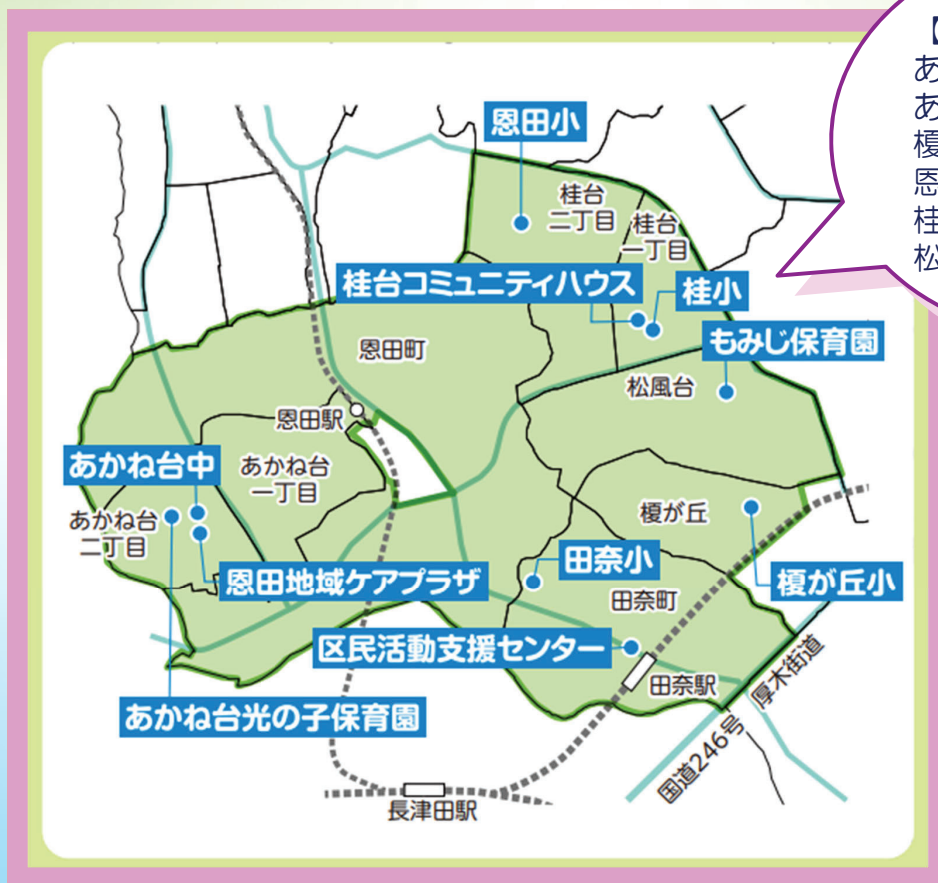 【
あ
あ
榎
恩
桂
松
恩田小
桂台
二丁目
桂台
一丁目
桂台コミュニティハウス
桂小
もみじ保育園
恩田町
松風台
恩田駅
あかね台中
あかね台
一丁目
あかね台
二丁目
榎が丘
恩田地域ケアプラザ
田奈小
榎が丘小
田奈町
区民活動支援センター
田奈駅
あかね台光の子保育園
国道246号
厚木街道
長津田駅